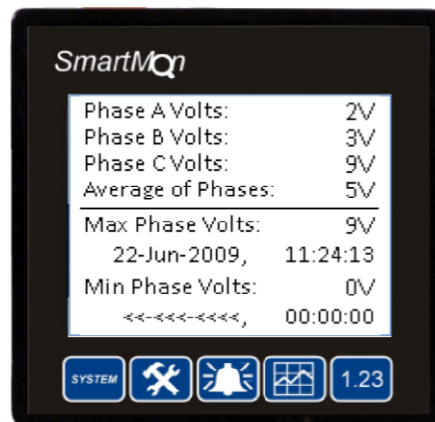 SmartMQn
Phase A Volts: 2V
Phase B Volts: 3V
Phase C Volts: 9V
Average of Phases: 5V
Max Phase Volts: 9V
22-Jun-2009, 11:24:13
Min Phase Volts: 0V
<<-<<<-<<<<, 00:00:00
SYSTEM 1.23